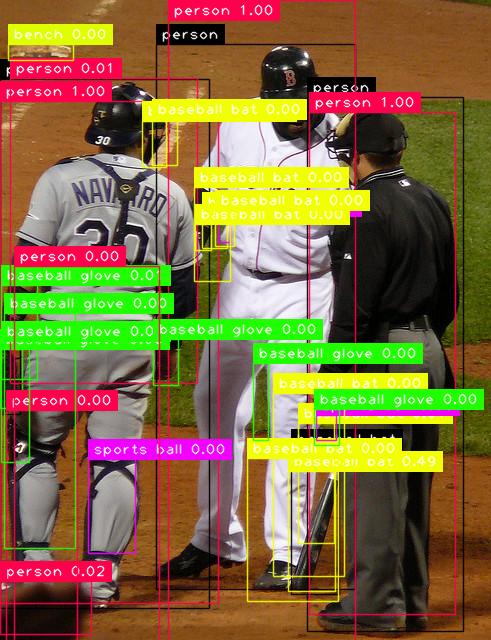 person 1.00
bench 0.00
person
person 0.01
person
person 1.00
person 1.00
baseball bat 0.00
B
30
baseball bat 0.00
NAVARRO
30
baseball bat 0.00
baseball bat 0.00
person 0.00
baseball glove 0.01
baseball glove 0.00
baseball glove 0.0
baseball glove 0.00
baseball glove 0.00
baseball bat 0.00
person 0.00
baseball glove 0.00
sports ball 0.00
baseball bat 0.00
baseball bat 0.49
person 0.02